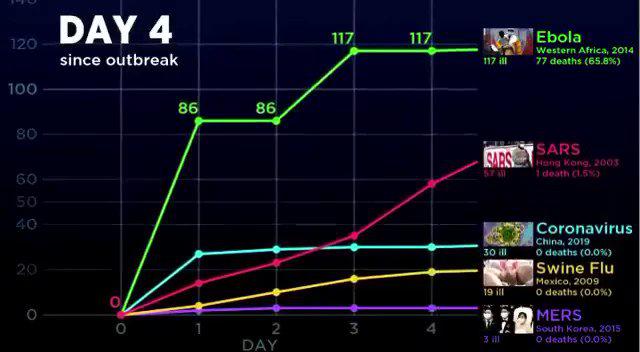 140
DAY 4
since outbreak
120
100
80
60
50
40
20
0
86
86
117
117
0
0
1
2
3
4
DAY
Ebola
Western Africa, 2014
117 ill
77 deaths (65.8%)
SARS
SARS
Hong Kong, 2003
57 ill
1 death (1.5%)
Coronavirus
China, 2019
30 ill
0 deaths (0.0%)
Swine Flu
Mexico, 2009
19 ill
0 deaths (0.0%)
MERS
South Korea, 2015
3 ill
0 deaths (0.0%)